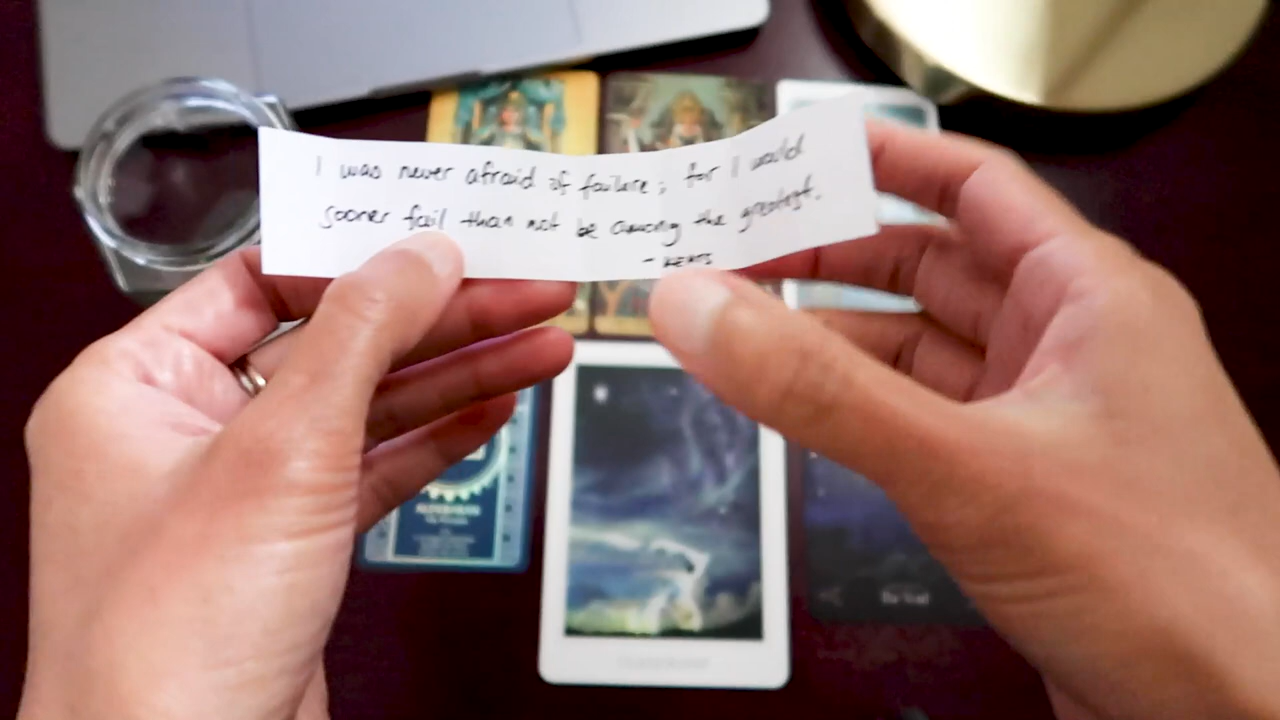 I was never afraid of failure; for I would
sooner fail than not be among the greatest.
- KEATS